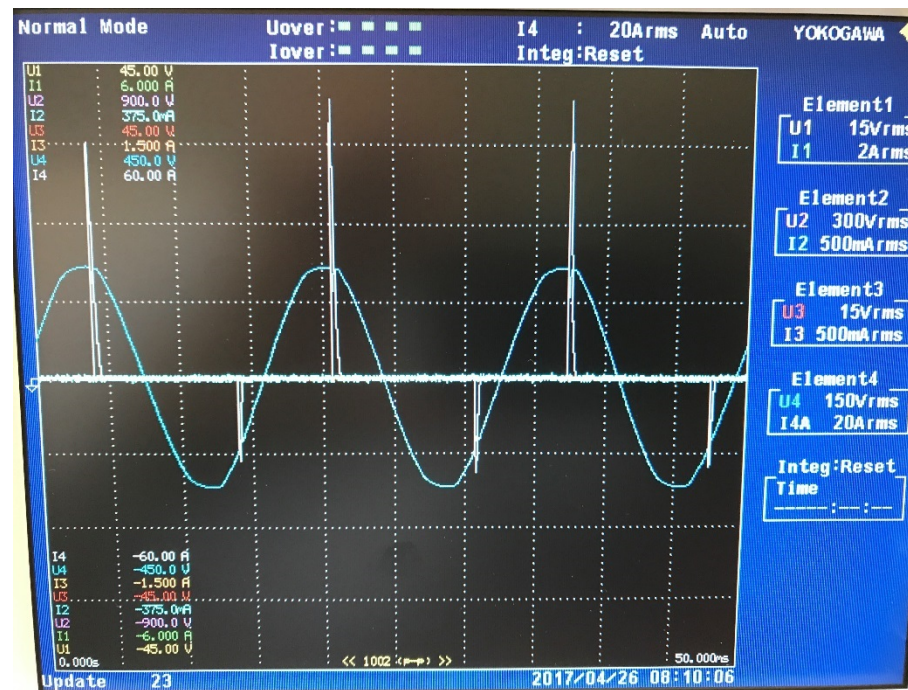 Normal Mode
Uover:
Iover:
I4 : 20Arms Auto
Integ:Reset
YOKOGAWA
U1 45.00 V
I1 6.000 A
U2 900.0 V
I2 375.0mA
U3 45.00 V
I3 1.500 A
U4 450.0 V
I4 60.00 A
Element1
U1 15Vrms
I1 2Arms
Element2
U2 300Vrms
I2 500mArms
Element3
U3 15Vrms
I3 500mArms
Element4
U4 150Vrms
I4A 20Arms
Integ:Reset
Time
-----:--:--
I4 -60.00 A
U4 -450.0 V
I3 -1.500 A
U3 -45.00 V
I2 -375.0mA
U2 -900.0 V
I1 -6.000 A
U1 -45.00 V
0.000s << 1002 (p-p) >> 50.000ms
Update 23 2017/04/26 08:10:06